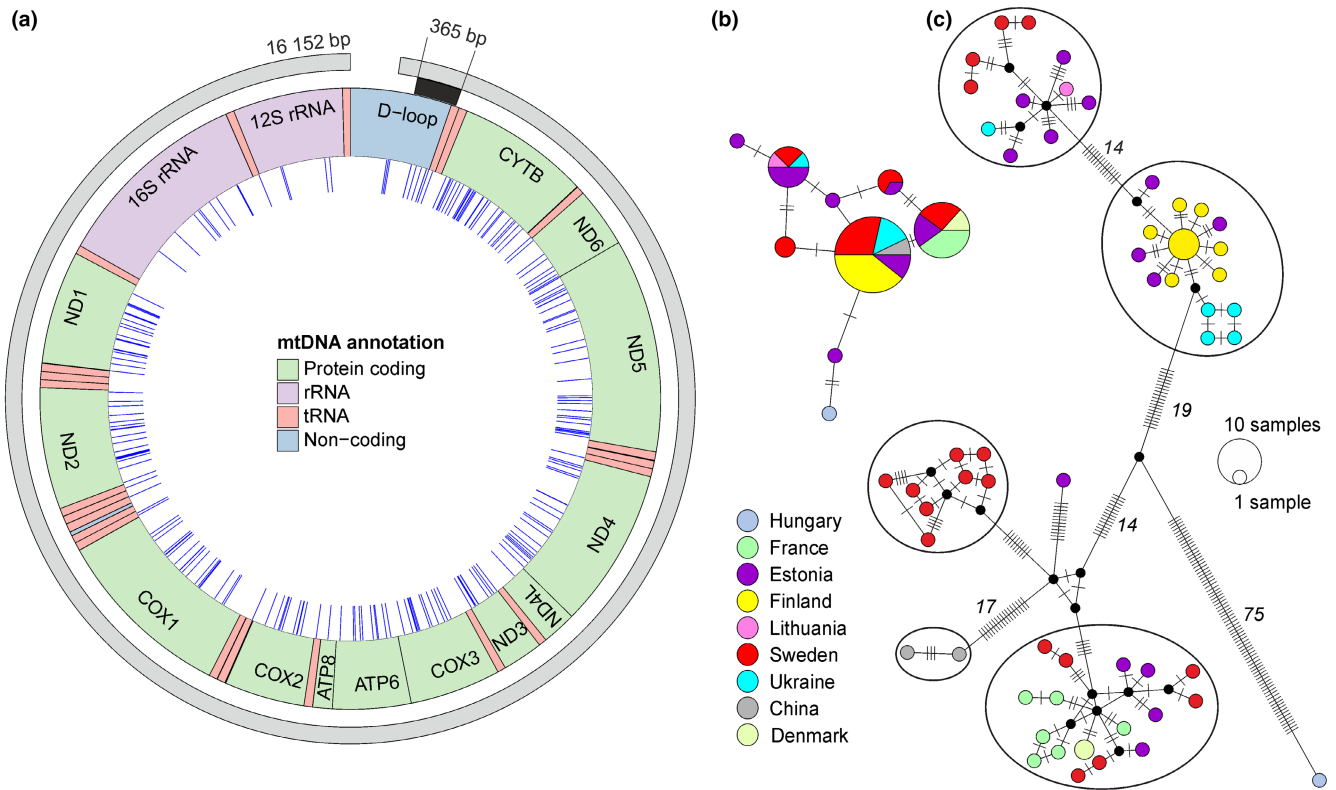 (a)
16 152 bp
365 bp
D−loop
CYTB
ND6
ND5
ND4
ND4L
ND3
COX3
ATP6
ATP8
COX2
COX1
ND2
ND1
16S rRNA
12S rRNA
mtDNA annotation
Protein coding
rRNA
tRNA
Non−coding
(b)
Hungary
France
Estonia
Finland
Lithuania
Sweden
Ukraine
China
Denmark
(c)
14
19
10 samples
1 sample
14
17
75